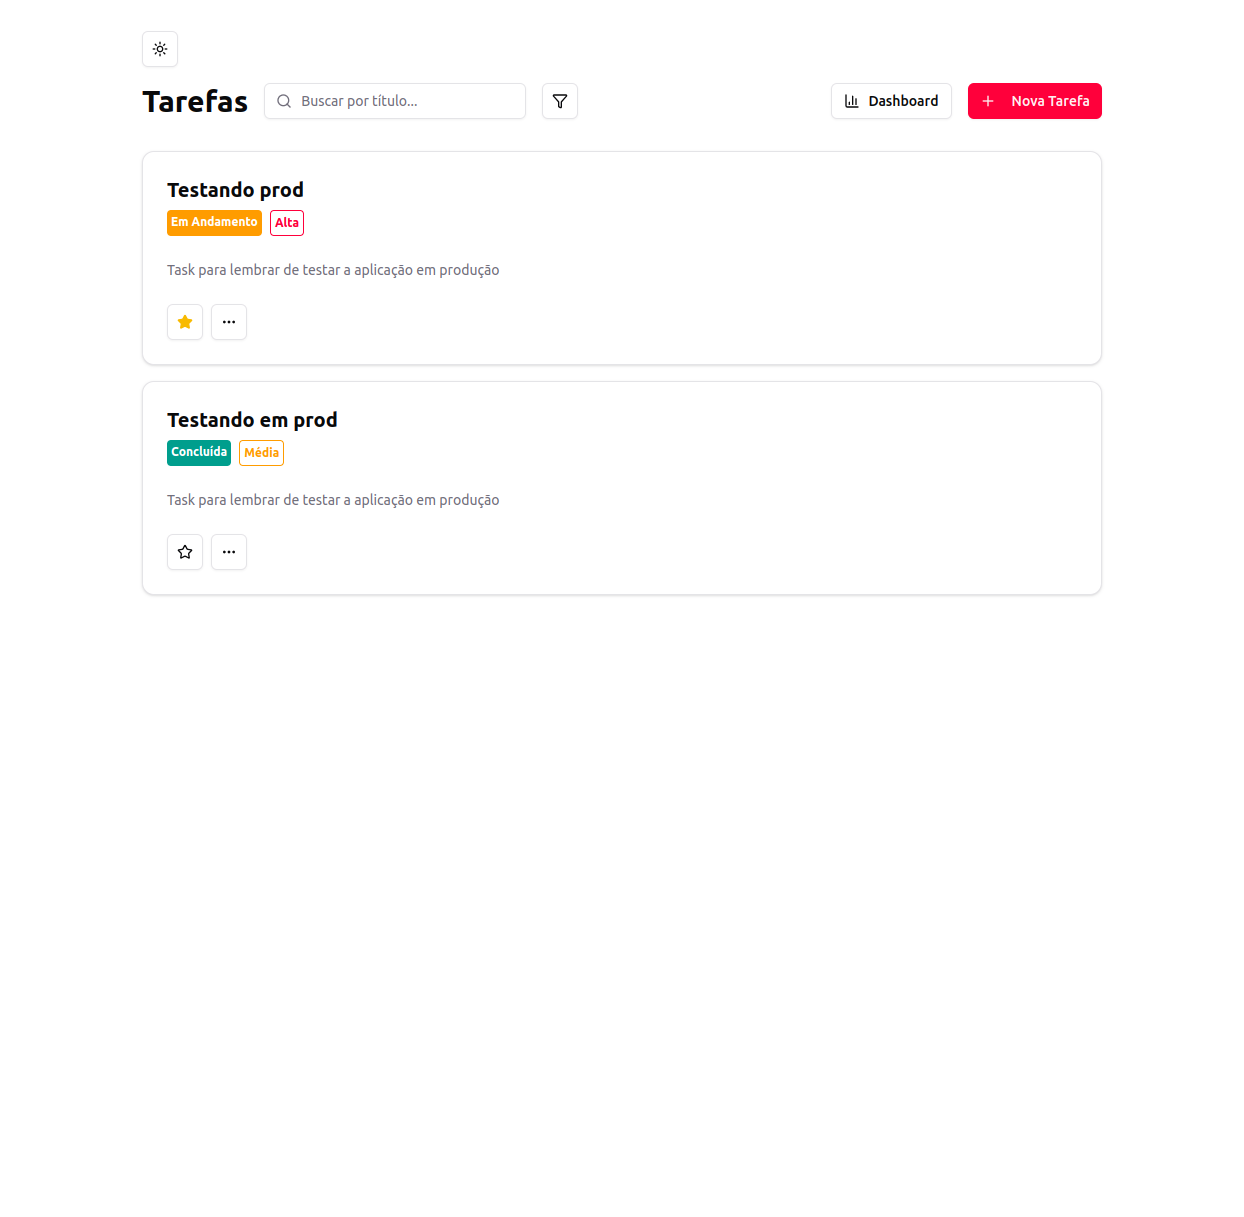 Tarefas
Buscar por título...
Dashboard
Nova Tarefa
Testando prod
Em Andamento
Alta
Task para lembrar de testar a aplicação em produção
Testando em prod
Concluída
Média
Task para lembrar de testar a aplicação em produção